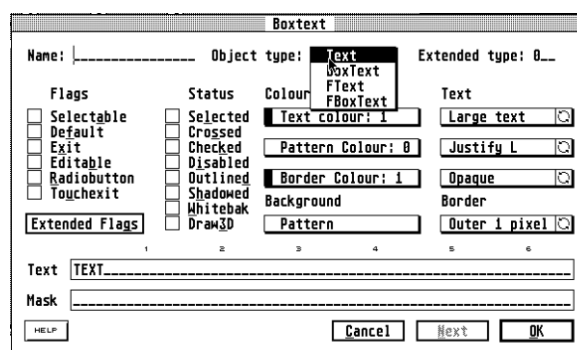 Boxtext
Name: Object type: Text Extended type: 0
BoxText
FText
FBoxText
Flags Status Colour Text
Selectable Selected Text colour: 1 Large text
Default Crossed
Exit Checked Pattern Colour: 0 Justify L
Editable Disabled
Radiobutton Outlined Border Colour: 1 Opaque
Touchexit Shadowed
Whitebak Background Border
Extended Flags Draw3D Pattern Outer 1 pixel
1 2 3 4 5 6
Text TEXT
Mask
HELP Cancel Next OK